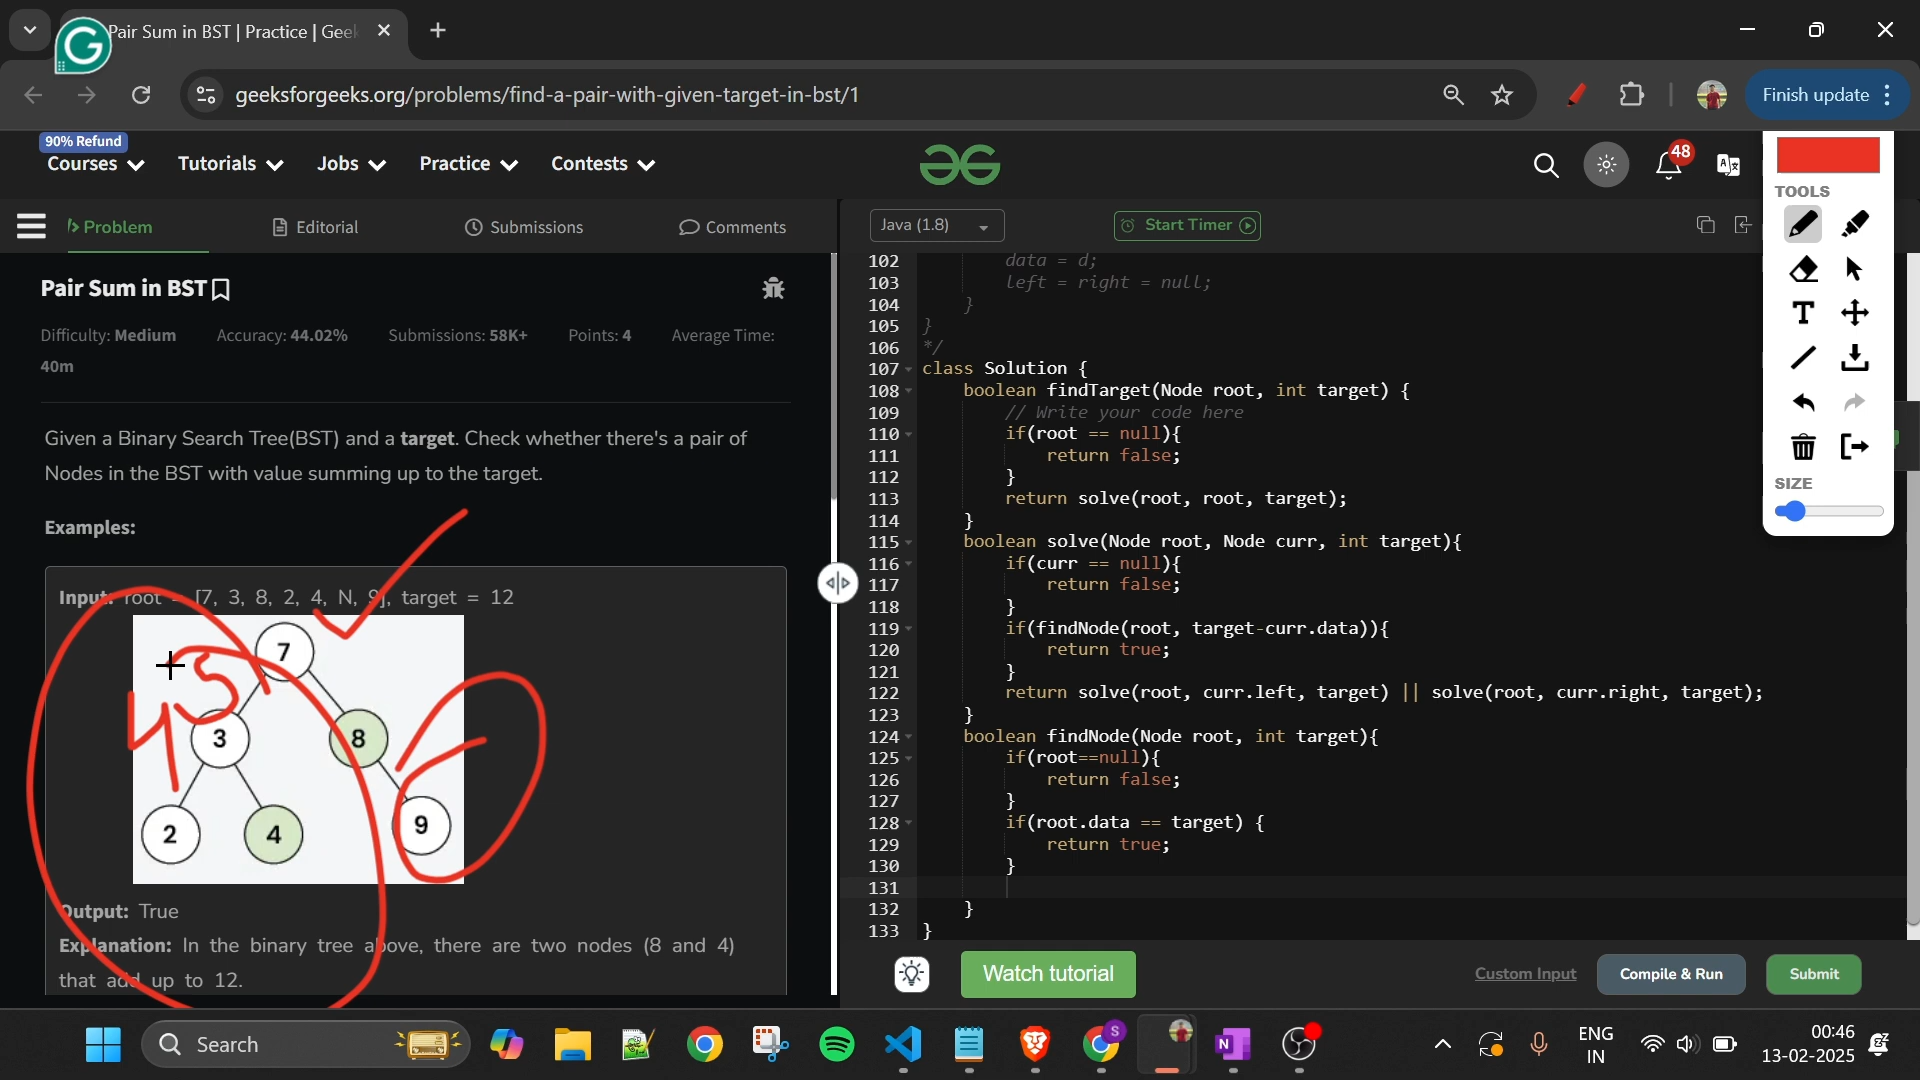 Pair Sum in BST | Practice | Geek
geeksforgeeks.org/problems/find-a-pair-with-given-target-in-bst/1
Finish update
90% Refund
Courses
Tutorials
Jobs
Practice
Contests
48
TOOLS
SIZE
Problem
Editorial
Submissions
Comments
Java (1.8)
Start Timer
Pair Sum in BST
Difficulty: Medium Accuracy: 44.02% Submissions: 58K+ Points: 4 Average Time:
40m
Given a Binary Search Tree(BST) and a target. Check whether there's a pair of
Nodes in the BST with value summing up to the target.
Examples:
Input: root = [7, 3, 8, 2, 4, N, 9], target = 12
7
45
3 8
2 4 9
Output: True
Explanation: In the binary tree above, there are two nodes (8 and 4)
that add up to 12.
102 data = d;
103 left = right = null;
104 }
105 }
106 */
107 class Solution {
108 boolean findTarget(Node root, int target) {
109 // Write your code here
110 if(root == null){
111 return false;
112 }
113 return solve(root, root, target);
114 }
115 boolean solve(Node root, Node curr, int target){
116 if(curr == null){
117 return false;
118 }
119 if(findNode(root, target-curr.data)){
120 return true;
121 }
122 return solve(root, curr.left, target) || solve(root, curr.right, target);
123 }
124 boolean findNode(Node root, int target){
125 if(root==null){
126 return false;
127 }
128 if(root.data == target) {
129 return true;
130 }
131
132 }
133 }
Watch tutorial
Custom Input
Compile & Run
Submit
Search
ENG
IN
00:46
13-02-2025